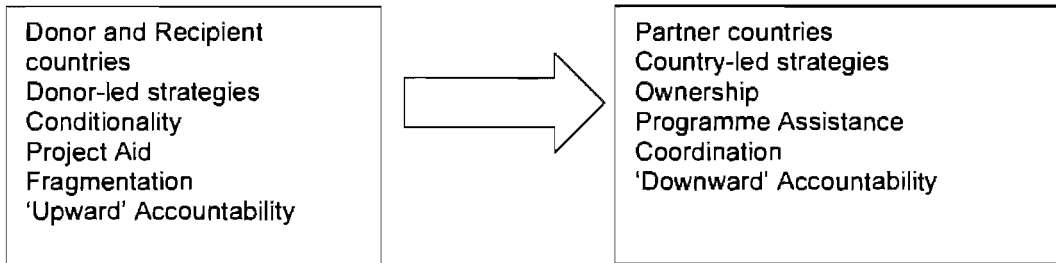 Donor and Recipient
countries
Donor-led strategies
Conditionality
Project Aid
Fragmentation
‘Upward’ Accountability
Partner countries
Country-led strategies
Ownership
Programme Assistance
Coordination
‘Downward’ Accountability